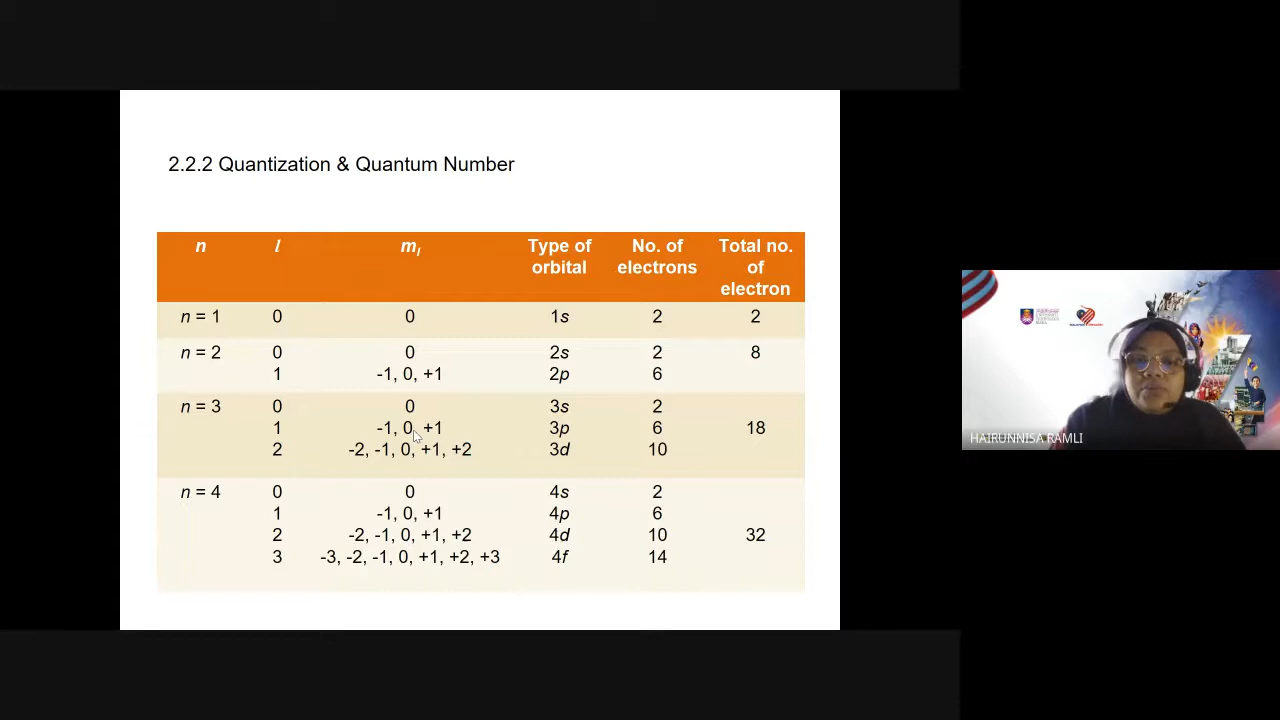 2.2.2 Quantization & Quantum Number
n l mₗ Type of orbital No. of electrons Total no. of electron
n = 1 0 0 1s 2 2
n = 2 0 0 2s 2 8
1 -1, 0, +1 2p 6
n = 3 0 0 3s 2
1 -1, 0, +1 3p 6 18
2 -2, -1, 0, +1, +2 3d 10
n = 4 0 0 4s 2
1 -1, 0, +1 4p 6
2 -2, -1, 0, +1, +2 4d 10 32
3 -3, -2, -1, 0, +1, +2, +3 4f 14
HAIRUNNISA RAMLI